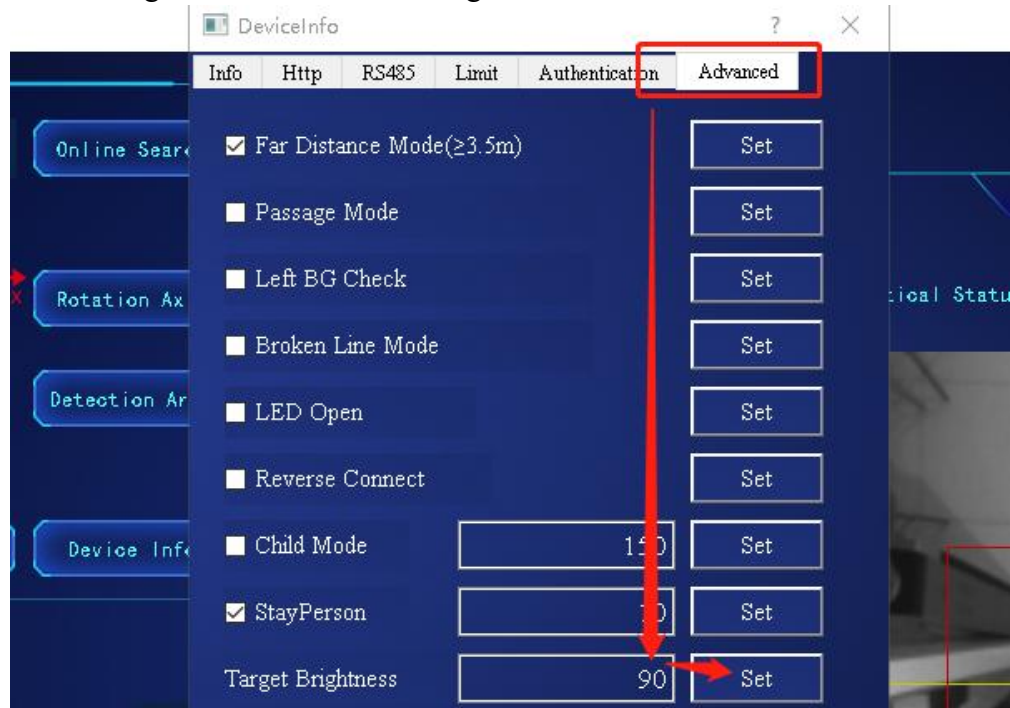 DeviceInfo ? ×
Info Http RS485 Limit Authentication Advanced
Online Sear
Far Distance Mode(≥3.5m) Set
Passage Mode Set
Left BG Check Set
Rotation Ax
tical Statu
Broken Line Mode Set
Detection Ar
LED Open Set
Reverse Connect Set
Device Inf
Child Mode Set
StayPerson Set
Target Brightness 90 Set